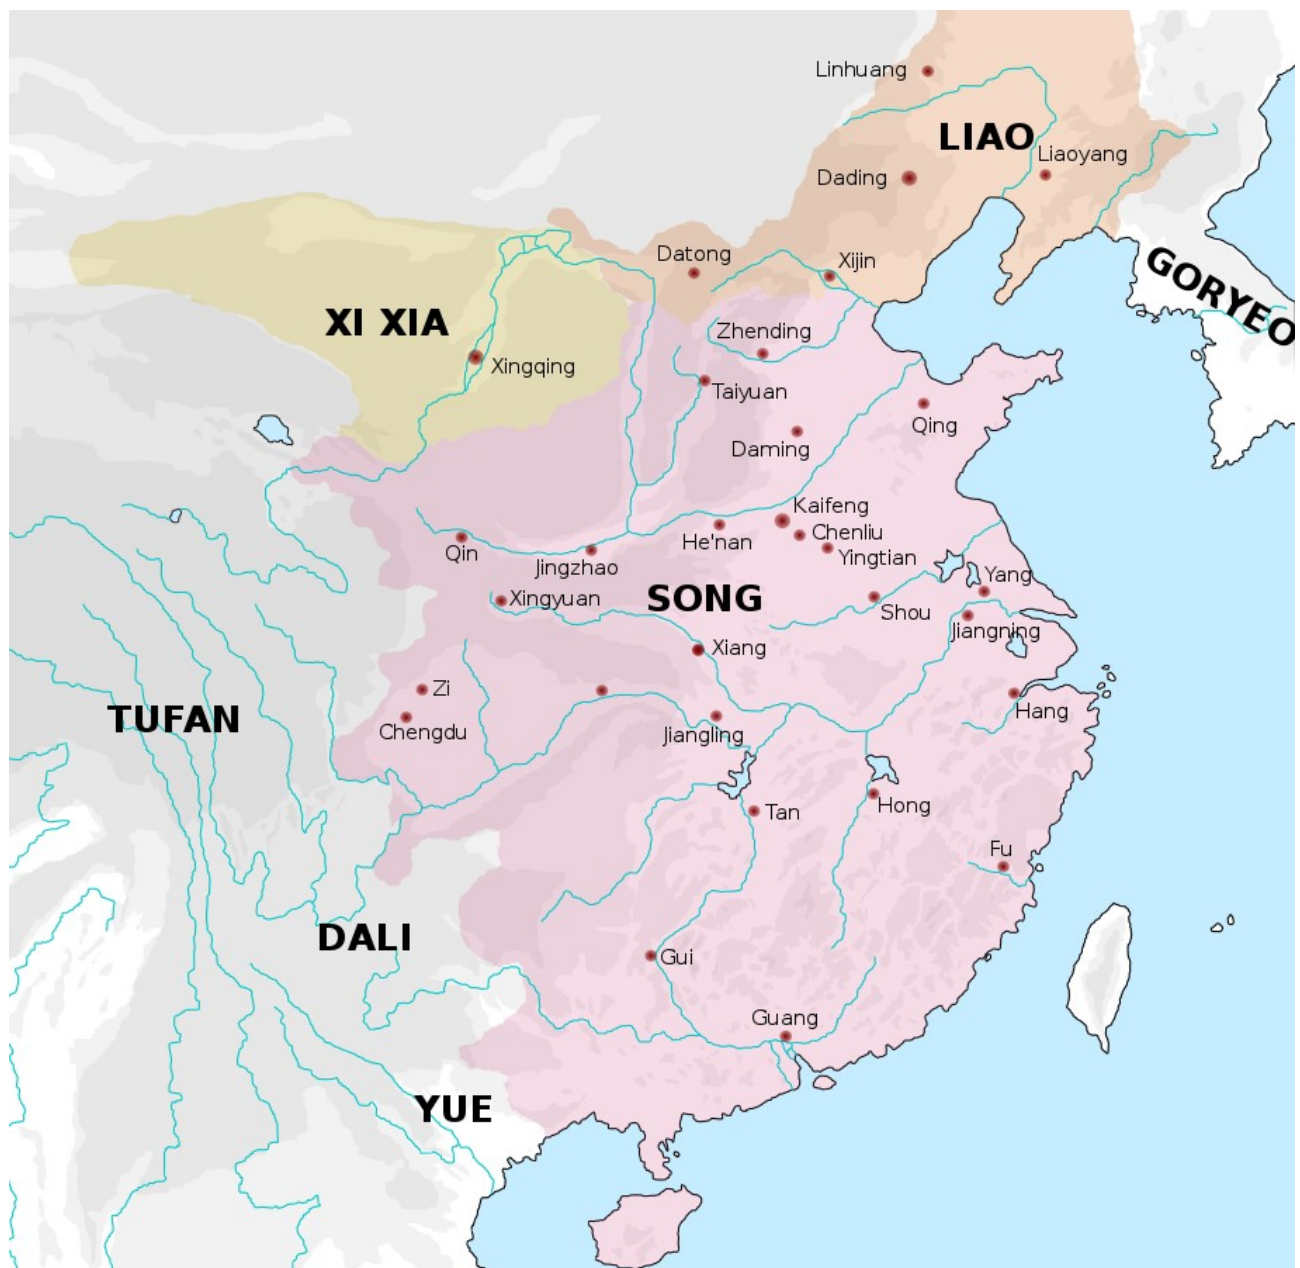 Linhuang
LIAO
Liaoyang
Dading
Datong
Xijin
GORYEO
XI XIA
Zhending
Xingqing
Taiyuan
Qing
Daming
Kaifeng
Chenliu
He'nan
Yingtian
Qin
Jingzhao
Yang
Xingyuan
SONG
Shou
Jiangning
Xiang
Zi
TUFAN
Chengdu
Jiangling
Hang
Tan
Hong
Fu
DALI
Gui
Guang
YUE